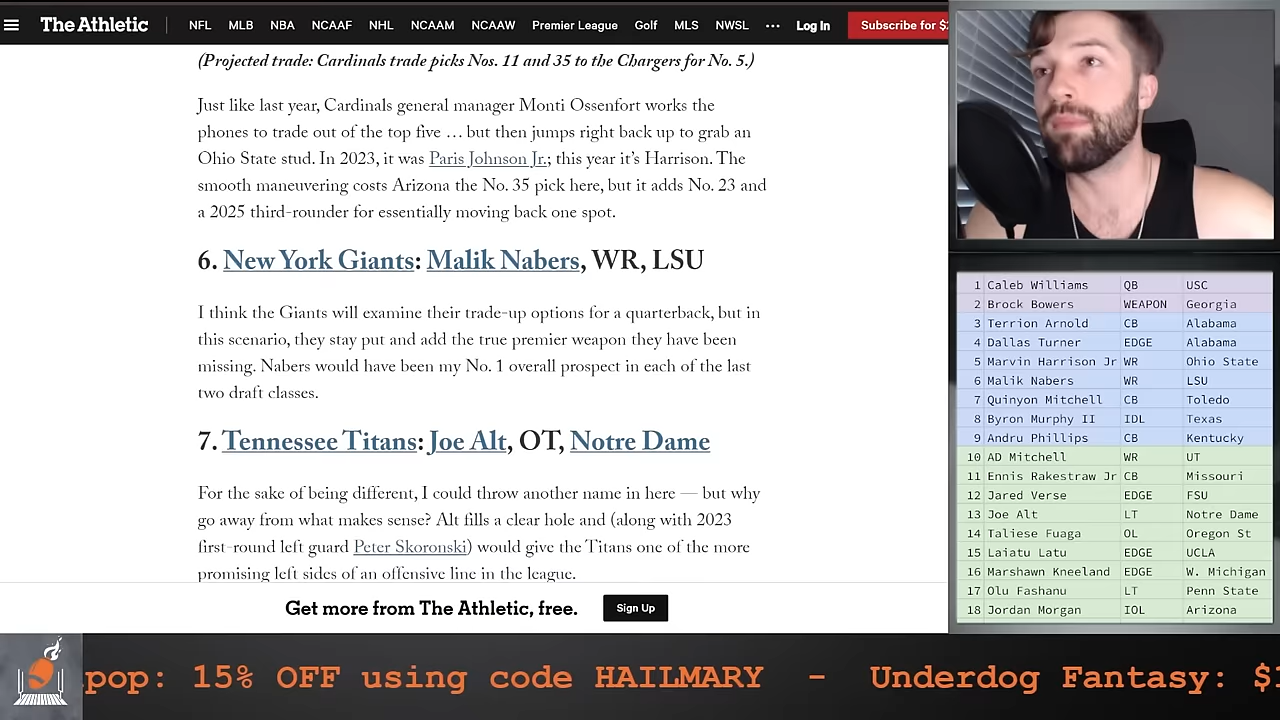 The Athletic
NFL MLB NBA NCAAF NHL NCAAM NCAAW Premier League Golf MLS NWSL ••• Log In Subscribe for $
(Projected trade: Cardinals trade picks Nos. 11 and 35 to the Chargers for No. 5.)
Just like last year, Cardinals general manager Monti Ossenfort works the
phones to trade out of the top five … but then jumps right back up to grab an
Ohio State stud. In 2023, it was Paris Johnson Jr.; this year it’s Harrison. The
smooth maneuvering costs Arizona the No. 35 pick here, but it adds No. 23 and
a 2025 third-rounder for essentially moving back one spot.
6. New York Giants: Malik Nabers, WR, LSU
I think the Giants will examine their trade-up options for a quarterback, but in
this scenario, they stay put and add the true premier weapon they have been
missing. Nabers would have been my No. 1 overall prospect in each of the last
two draft classes.
7. Tennessee Titans: Joe Alt, OT, Notre Dame
For the sake of being different, I could throw another name in here — but why
go away from what makes sense? Alt fills a clear hole and (along with 2023
first-round left guard Peter Skoronski) would give the Titans one of the more
promising left sides of an offensive line in the league.
Get more from The Athletic, free. Sign Up
1 Caleb Williams QB USC
2 Brock Bowers WEAPON Georgia
3 Terrion Arnold CB Alabama
4 Dallas Turner EDGE Alabama
5 Marvin Harrison Jr WR Ohio State
6 Malik Nabers WR LSU
7 Quinyon Mitchell CB Toledo
8 Byron Murphy II IDL Texas
9 Andru Phillips CB Kentucky
10 AD Mitchell WR UT
11 Ennis Rakestraw Jr CB Missouri
12 Jared Verse EDGE FSU
13 Joe Alt LT Notre Dame
14 Taliese Fuaga OL Oregon St
15 Laiatu Latu EDGE UCLA
16 Marshawn Kneeland EDGE W. Michigan
17 Olu Fashanu LT Penn State
18 Jordan Morgan IOL Arizona
pop: 15% OFF using code HAILMARY - Underdog Fantasy: $1